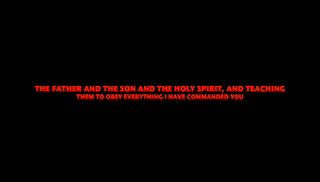 THE FATHER AND THE SON AND THE HOLY SPIRIT, AND TEACHING
THEM TO OBEY EVERYTHING I HAVE COMMANDED YOU